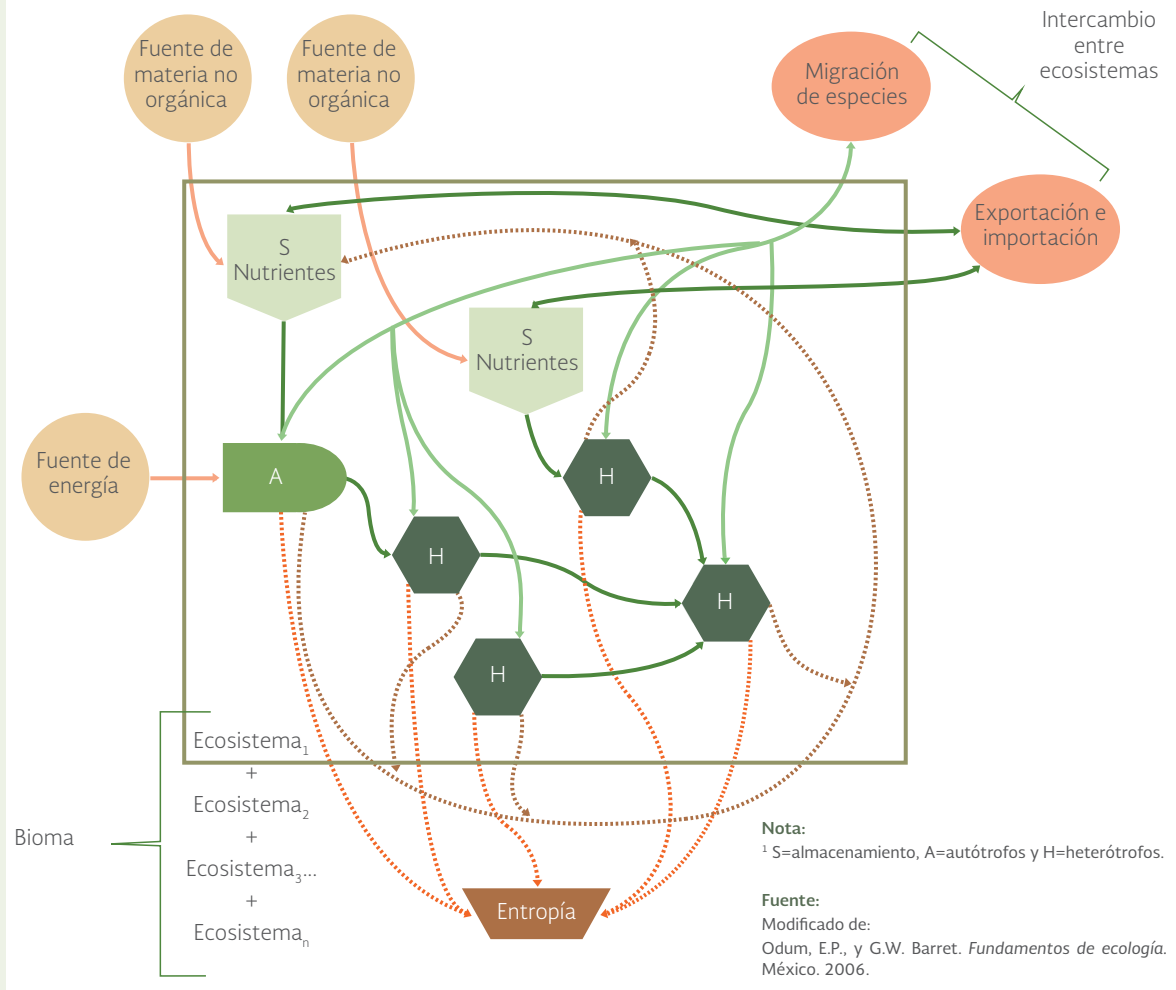 Fuente de
materia no
orgánica
Fuente de
materia no
orgánica
Migración
de especies
Intercambio
entre
ecosistemas
Exportación e
importación
S
Nutrientes
S
Nutrientes
Fuente de
energía
A
H
H
H
H
Bioma
Ecosistema₁
+
Ecosistema₂
+
Ecosistema₃...
+
Ecosistemaₙ
Entropía
Nota:
¹ S=almacenamiento, A=autótrofos y H=heterótrofos.
Fuente:
Modificado de:
Odum, E.P., y G.W. Barret. Fundamentos de ecología.
México. 2006.